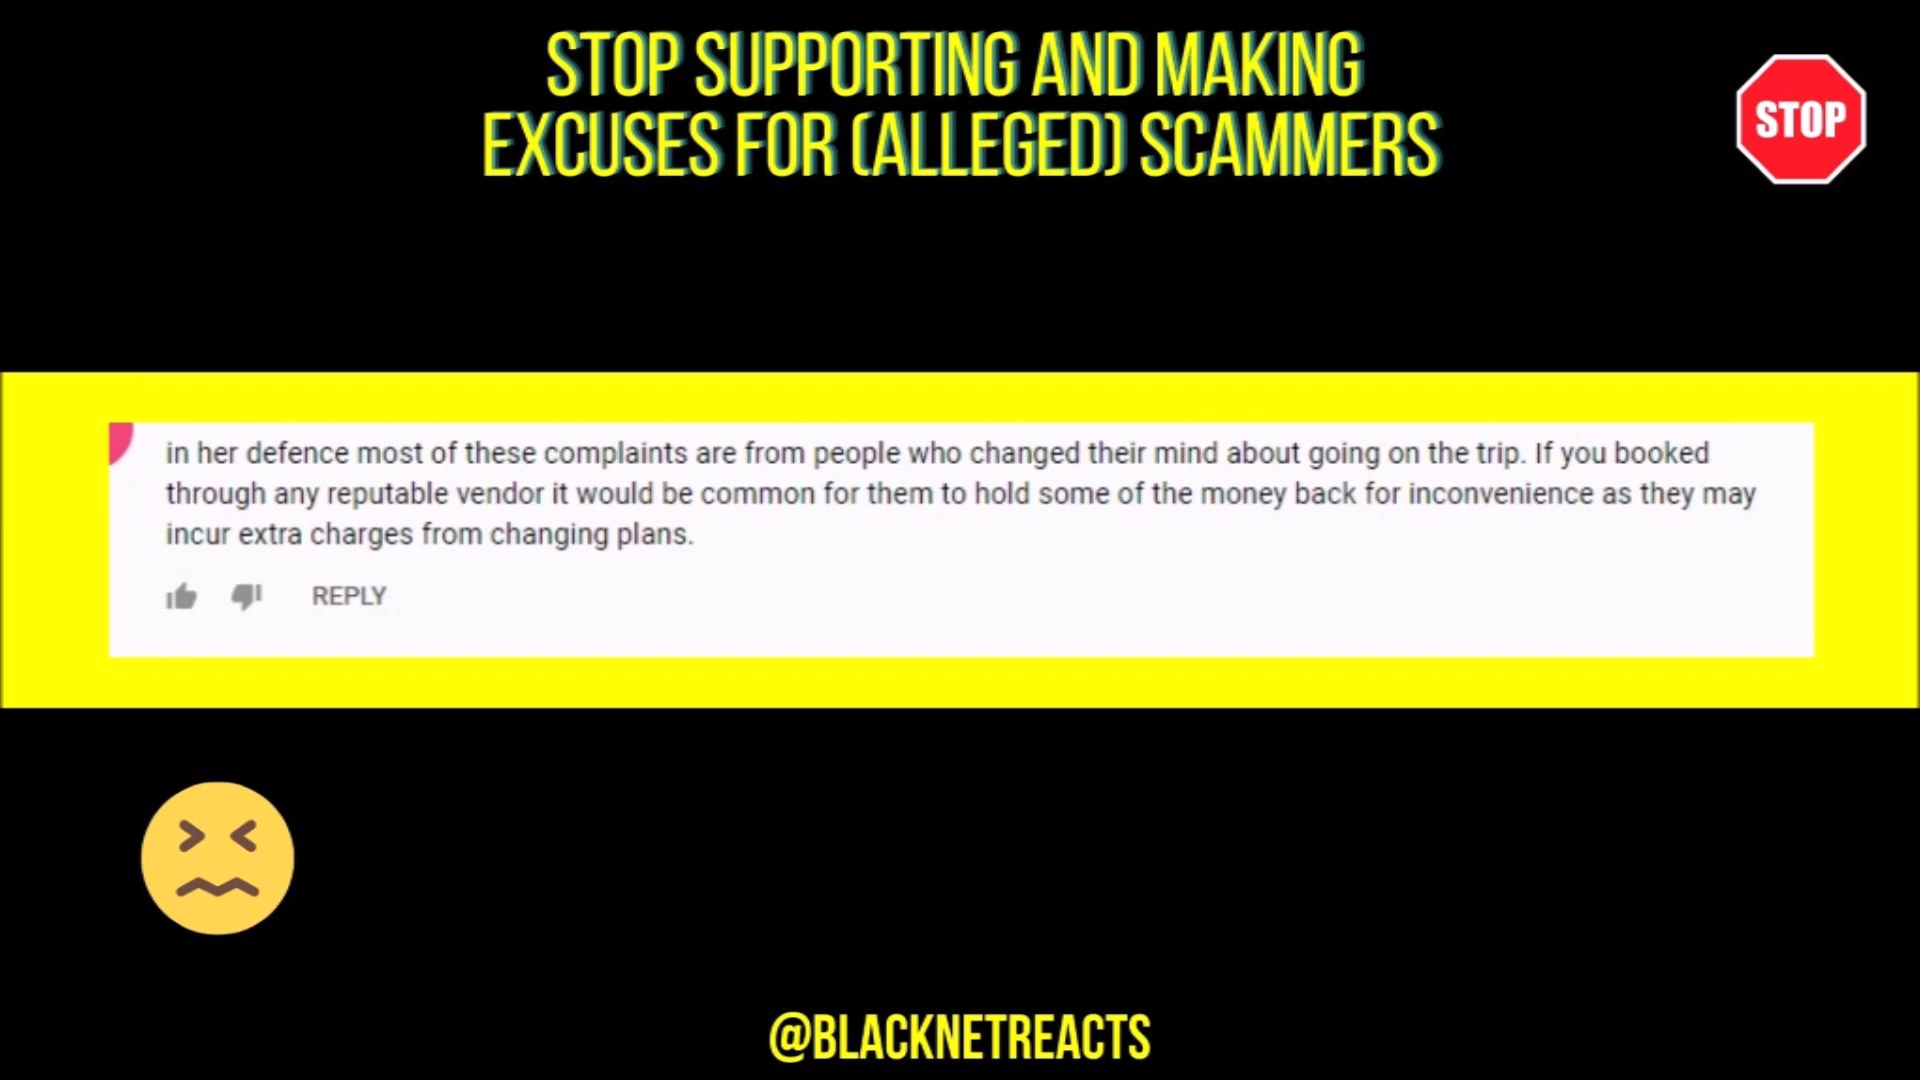 STOP SUPPORTING AND MAKING
EXCUSES FOR (ALLEGED) SCAMMERS
STOP
in her defence most of these complaints are from people who changed their mind about going on the trip. If you booked
through any reputable vendor it would be common for them to hold some of the money back for inconvenience as they may
incur extra charges from changing plans.
REPLY
@BLACKNETREACTS